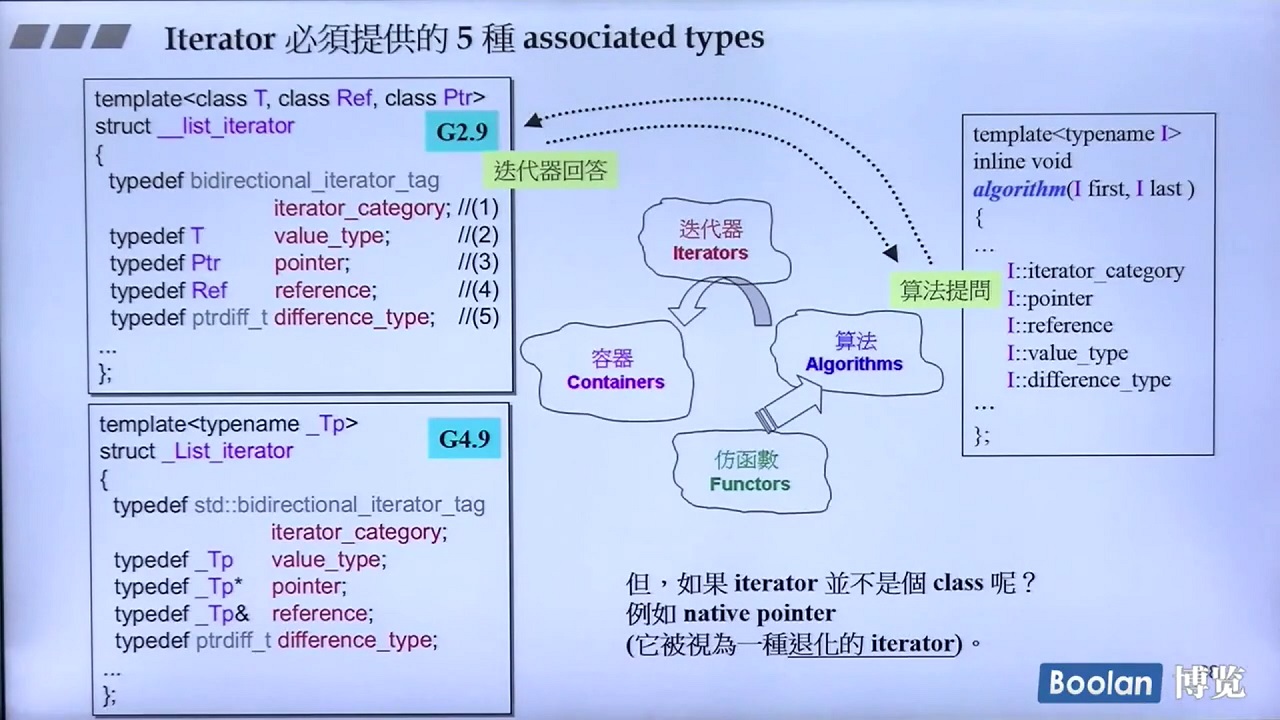 Iterator 必須提供的 5 種 associated types
template<class T, class Ref, class Ptr>
struct __list_iterator
G2.9
{
typedef bidirectional_iterator_tag
iterator_category; //(1)
typedef T value_type; //(2)
typedef Ptr pointer; //(3)
typedef Ref reference; //(4)
typedef ptrdiff_t difference_type; //(5)
...
};
template<typename _Tp>
struct _List_iterator
G4.9
{
typedef std::bidirectional_iterator_tag
iterator_category;
typedef _Tp value_type;
typedef _Tp* pointer;
typedef _Tp& reference;
typedef ptrdiff_t difference_type;
...
};
迭代器回答
迭代器
Iterators
容器
Containers
算法
Algorithms
仿函數
Functors
算法提問
template<typename I>
inline void
algorithm(I first, I last )
{
...
I::iterator_category
I::pointer
I::reference
I::value_type
I::difference_type
...
};
但，如果 iterator 並不是個 class 呢？
例如 native pointer
(它被視為一種退化的 iterator)。
Boolan 博览